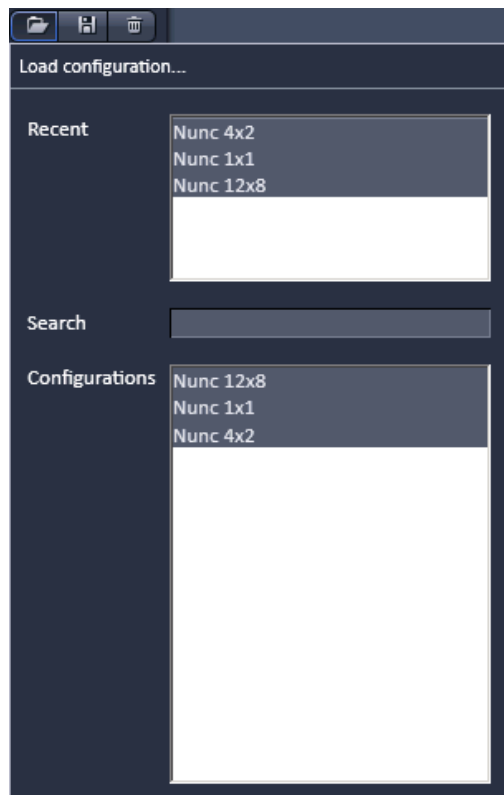 Load configuration...
Recent
Nunc 4x2
Nunc 1x1
Nunc 12x8
Search
Configurations
Nunc 12x8
Nunc 1x1
Nunc 4x2